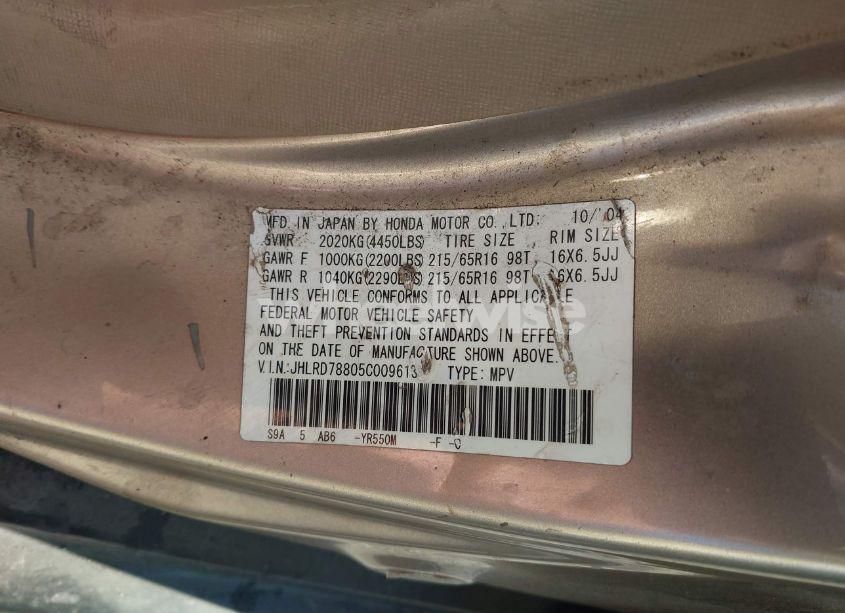 MFD IN JAPAN BY HONDA MOTOR CO.,LTD: 10/'04
GVWR 2020KG(4450LBS) TIRE SIZE , RIM SIZE
GAWR F 1000KG(2200LBS) 215/65R16 98T, 16X6.5JJ
GAWR R 1040KG(2290LBS) 215/65R16 98T, 16X6.5JJ
THIS VEHICLE CONFORMS TO ALL APPLICABLE
FEDERAL MOTOR VEHICLE SAFETY
AND THEFT PREVENTION STANDARDS IN EFFECT
ON THE DATE OF MANUFACTURE SHOWN ABOVE.
V.I.N.:JHLRD78805C009613 TYPE: MPV
S9A 5 AB6 -YR550M -F -C